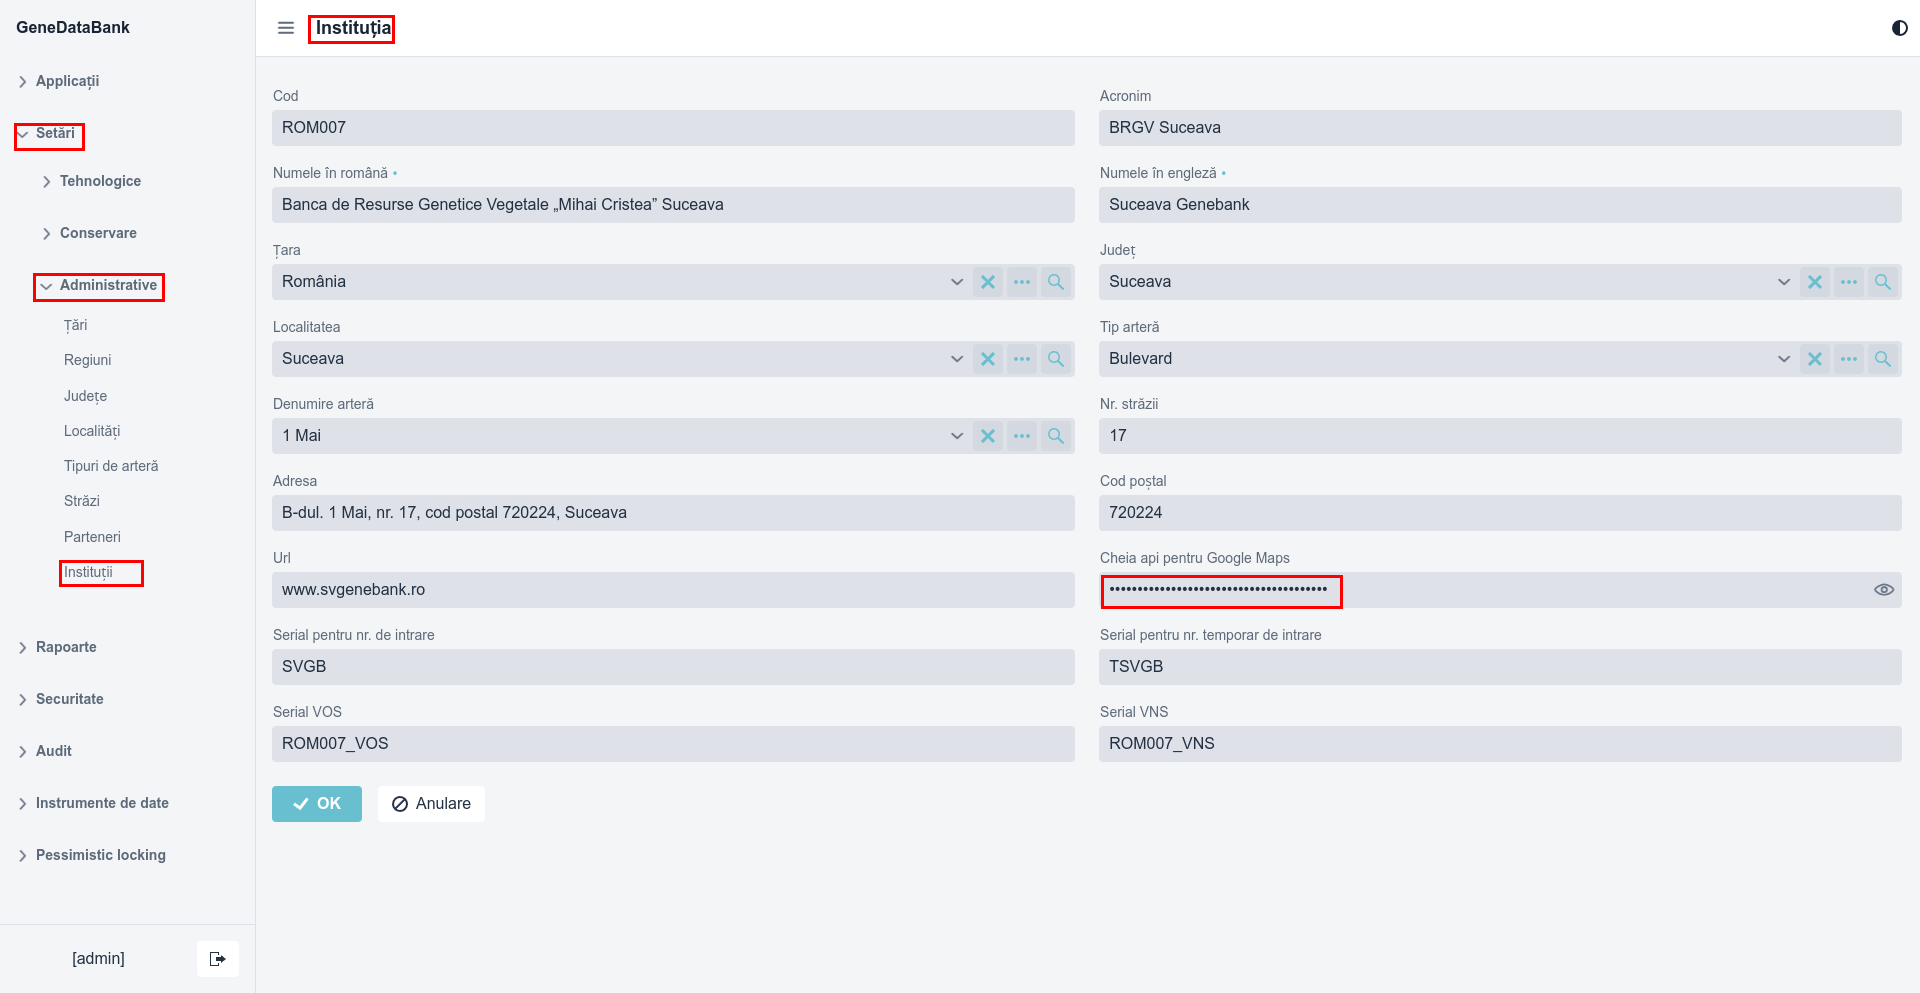 GeneDataBank
Instituția
Applicații
Setări
Tehnologice
Conservare
Administrative
Țări
Regiuni
Județe
Localități
Tipuri de arteră
Străzi
Parteneri
Instituții
Rapoarte
Securitate
Audit
Instrumente de date
Pessimistic locking
[admin]
Cod
ROM007
Acronim
BRGV Suceava
Numele în română •
Banca de Resurse Genetice Vegetale „Mihai Cristea” Suceava
Numele în engleză •
Suceava Genebank
Țara
România
Județ
Suceava
Localitatea
Suceava
Tip arteră
Bulevard
Denumire arteră
1 Mai
Nr. străzii
17
Adresa
B-dul. 1 Mai, nr. 17, cod postal 720224, Suceava
Cod poștal
720224
Url
www.svgenebank.ro
Cheia api pentru Google Maps
•••••••••••••••••••••••••••••••••••••••
Serial pentru nr. de intrare
SVGB
Serial pentru nr. temporar de intrare
TSVGB
Serial VOS
ROM007_VOS
Serial VNS
ROM007_VNS
OK
Anulare